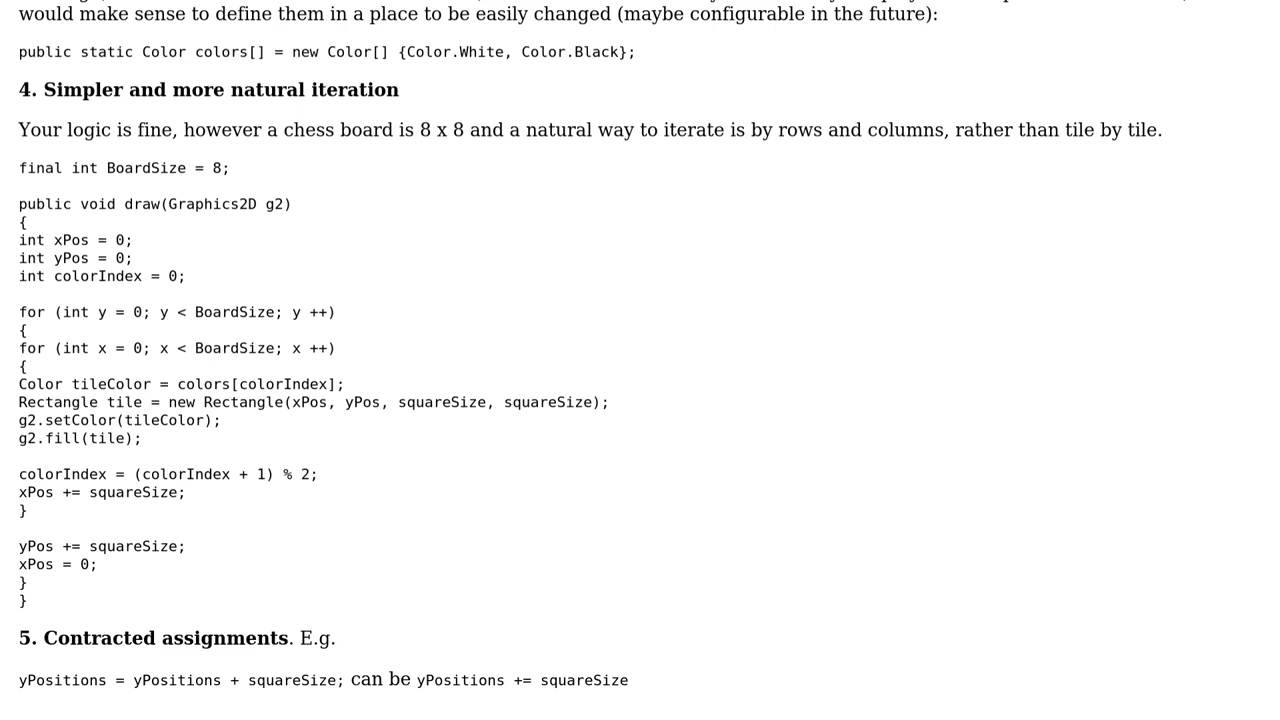 would make sense to define them in a place to be easily changed (maybe configurable in the future):
public static Color colors[] = new Color[] {Color.White, Color.Black};
4. Simpler and more natural iteration
Your logic is fine, however a chess board is 8 x 8 and a natural way to iterate is by rows and columns, rather than tile by tile.
final int BoardSize = 8;
public void draw(Graphics2D g2)
{
int xPos = 0;
int yPos = 0;
int colorIndex = 0;
for (int y = 0; y < BoardSize; y ++)
{
for (int x = 0; x < BoardSize; x ++)
{
Color tileColor = colors[colorIndex];
Rectangle tile = new Rectangle(xPos, yPos, squareSize, squareSize);
g2.setColor(tileColor);
g2.fill(tile);
colorIndex = (colorIndex + 1) % 2;
xPos += squareSize;
}
yPos += squareSize;
xPos = 0;
}
}
5. Contracted assignments. E.g.
yPositions = yPositions + squareSize; can be yPositions += squareSize